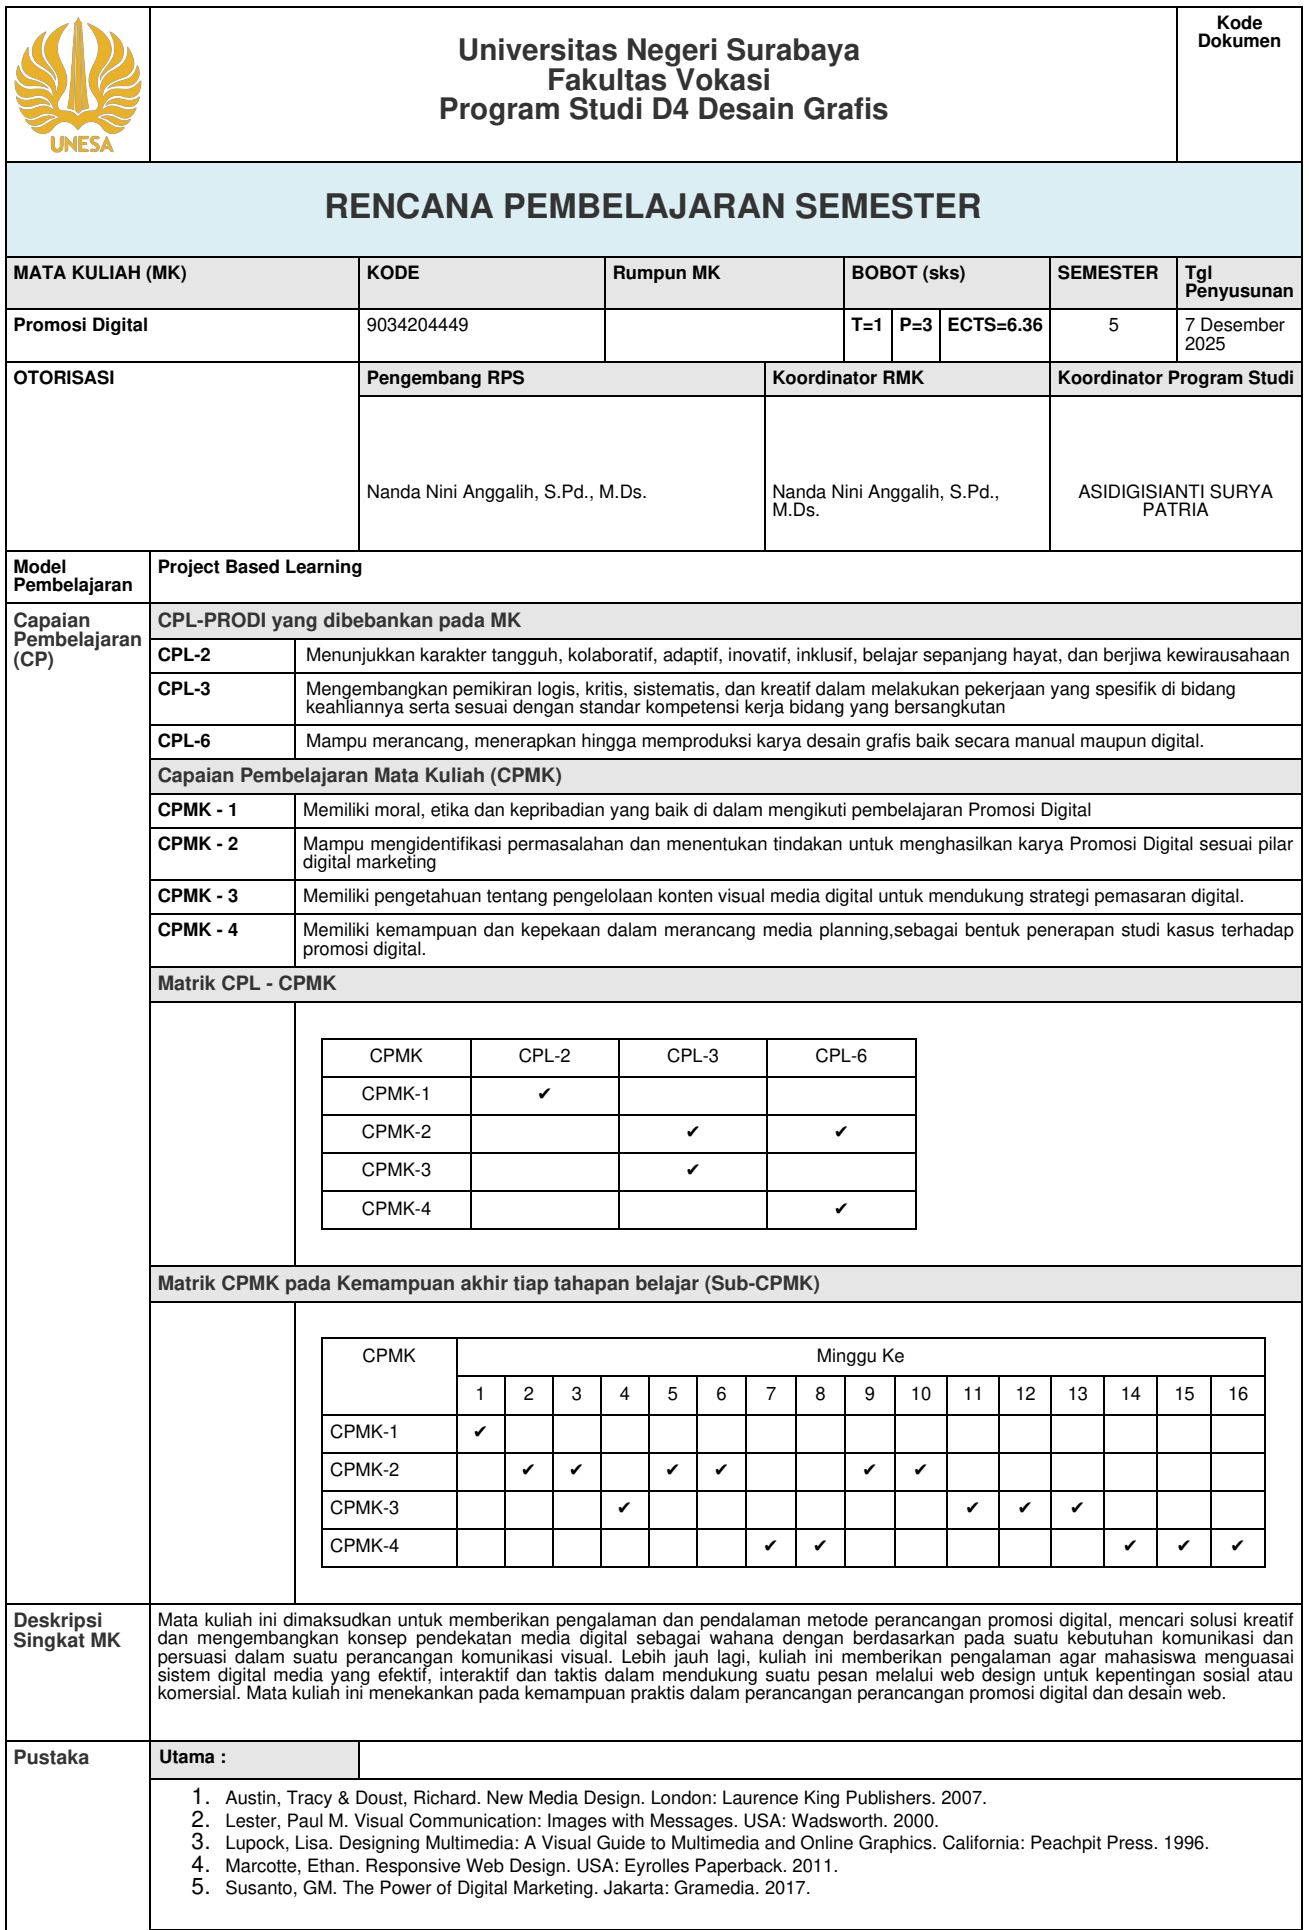 UNESA
Universitas Negeri Surabaya
Fakultas Vokasi
Program Studi D4 Desain Grafis
Kode
Dokumen
RENCANA PEMBELAJARAN SEMESTER
MATA KULIAH (MK) KODE Rumpun MK BOBOT (sks) SEMESTER Tgl
Penyusunan
Promosi Digital 9034204449 T=1 P=3 ECTS=6.36 5 7 Desember
2025
OTORISASI Pengembang RPS Koordinator RMK Koordinator Program Studi
Nanda Nini Anggalih, S.Pd., M.Ds. Nanda Nini Anggalih, S.Pd.,
M.Ds.
ASIDIGISIANTI SURYA
PATRIA
Model
Pembelajaran
Project Based Learning
Capaian
Pembelajaran
(CP)
CPL-PRODI yang dibebankan pada MK
CPL-2 Menunjukkan karakter tangguh, kolaboratif, adaptif, inovatif, inklusif, belajar sepanjang hayat, dan berjiwa kewirausahaan
CPL-3 Mengembangkan pemikiran logis, kritis, sistematis, dan kreatif dalam melakukan pekerjaan yang spesifik di bidang
keahliannya serta sesuai dengan standar kompetensi kerja bidang yang bersangkutan
CPL-6 Mampu merancang, menerapkan hingga memproduksi karya desain grafis baik secara manual maupun digital.
Capaian Pembelajaran Mata Kuliah (CPMK)
CPMK - 1 Memiliki moral, etika dan kepribadian yang baik di dalam mengikuti pembelajaran Promosi Digital
CPMK - 2 Mampu mengidentifikasi permasalahan dan menentukan tindakan untuk menghasilkan karya Promosi Digital sesuai pilar
digital marketing
CPMK - 3 Memiliki pengetahuan tentang pengelolaan konten visual media digital untuk mendukung strategi pemasaran digital.
CPMK - 4 Memiliki kemampuan dan kepekaan dalam merancang media planning,sebagai bentuk penerapan studi kasus terhadap
promosi digital.
Matrik CPL - CPMK
CPMK CPL-2 CPL-3 CPL-6
CPMK-1 ✔
CPMK-2 ✔ ✔
CPMK-3 ✔
CPMK-4 ✔
Matrik CPMK pada Kemampuan akhir tiap tahapan belajar (Sub-CPMK)
CPMK Minggu Ke
1 2 3 4 5 6 7 8 9 10 11 12 13 14 15 16
CPMK-1 ✔
CPMK-2 ✔ ✔ ✔ ✔ ✔ ✔
CPMK-3 ✔ ✔ ✔ ✔
CPMK-4 ✔ ✔ ✔ ✔ ✔
Deskripsi
Singkat MK
Mata kuliah ini dimaksudkan untuk memberikan pengalaman dan pendalaman metode perancangan promosi digital, mencari solusi kreatif
dan mengembangkan konsep pendekatan media digital sebagai wahana dengan berdasarkan pada suatu kebutuhan komunikasi dan
persuasi dalam suatu perancangan komunikasi visual. Lebih jauh lagi, kuliah ini memberikan pengalaman agar mahasiswa menguasai
sistem digital media yang efektif, interaktif dan taktis dalam mendukung suatu pesan melalui web design untuk kepentingan sosial atau
komersial. Mata kuliah ini menekankan pada kemampuan praktis dalam perancangan perancangan promosi digital dan desain web.
Pustaka Utama :
1. Austin, Tracy & Doust, Richard. New Media Design. London: Laurence King Publishers. 2007.
2. Lester, Paul M. Visual Communication: Images with Messages. USA: Wadsworth. 2000.
3. Lupock, Lisa. Designing Multimedia: A Visual Guide to Multimedia and Online Graphics. California: Peachpit Press. 1996.
4. Marcotte, Ethan. Responsive Web Design. USA: Eyrolles Paperback. 2011.
5. Susanto, GM. The Power of Digital Marketing. Jakarta: Gramedia. 2017.